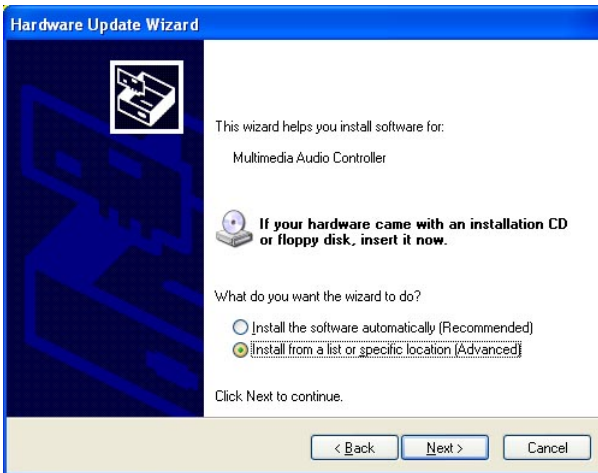 Hardware Update Wizard
This wizard helps you install software for:
Multimedia Audio Controller
If your hardware came with an installation CD
or floppy disk, insert it now.
What do you want the wizard to do?
Install the software automatically (Recommended)
Install from a list or specific location (Advanced)
Click Next to continue.
< Back Next > Cancel